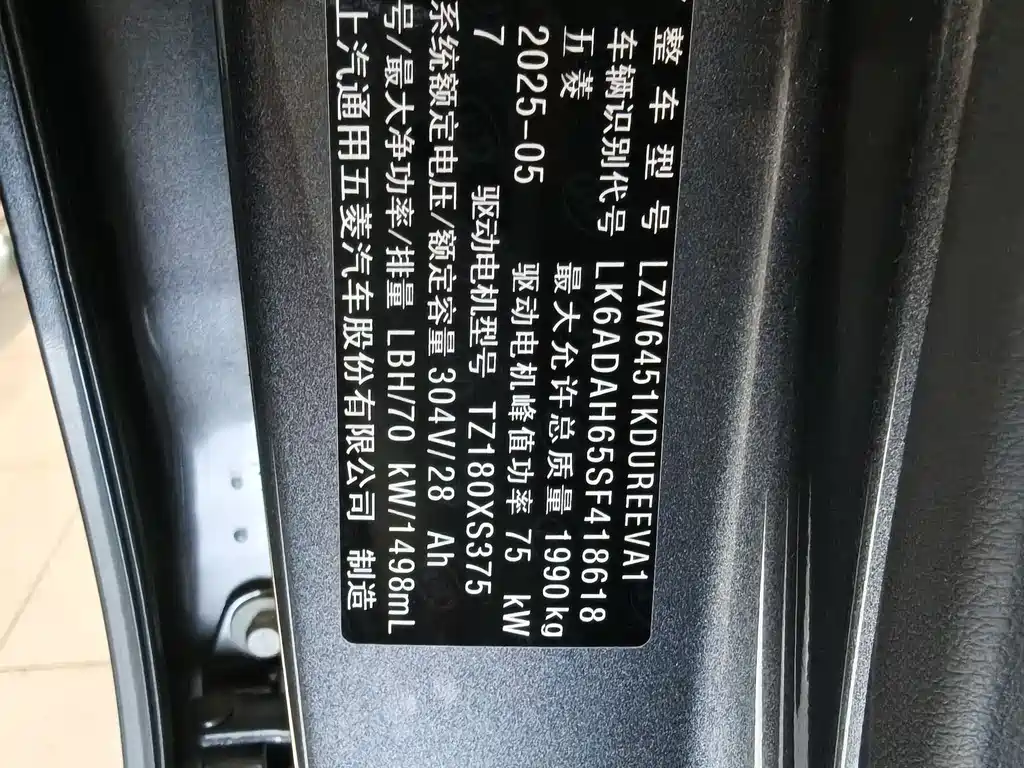 整车型号 LZW6451KDUREEVA1
车辆识别代号 LK6ADAH65SF418618
五菱 最大允许总质量 1990kg
2025-05 驱动电机峰值功率 75 kW
7 驱动电机型号 TZ180XS375
系统额定电压/额定容量 304V/28 Ah
号/最大净功率/排量 LBH/70 kW/1498mL
上汽通用五菱汽车股份有限公司 制造